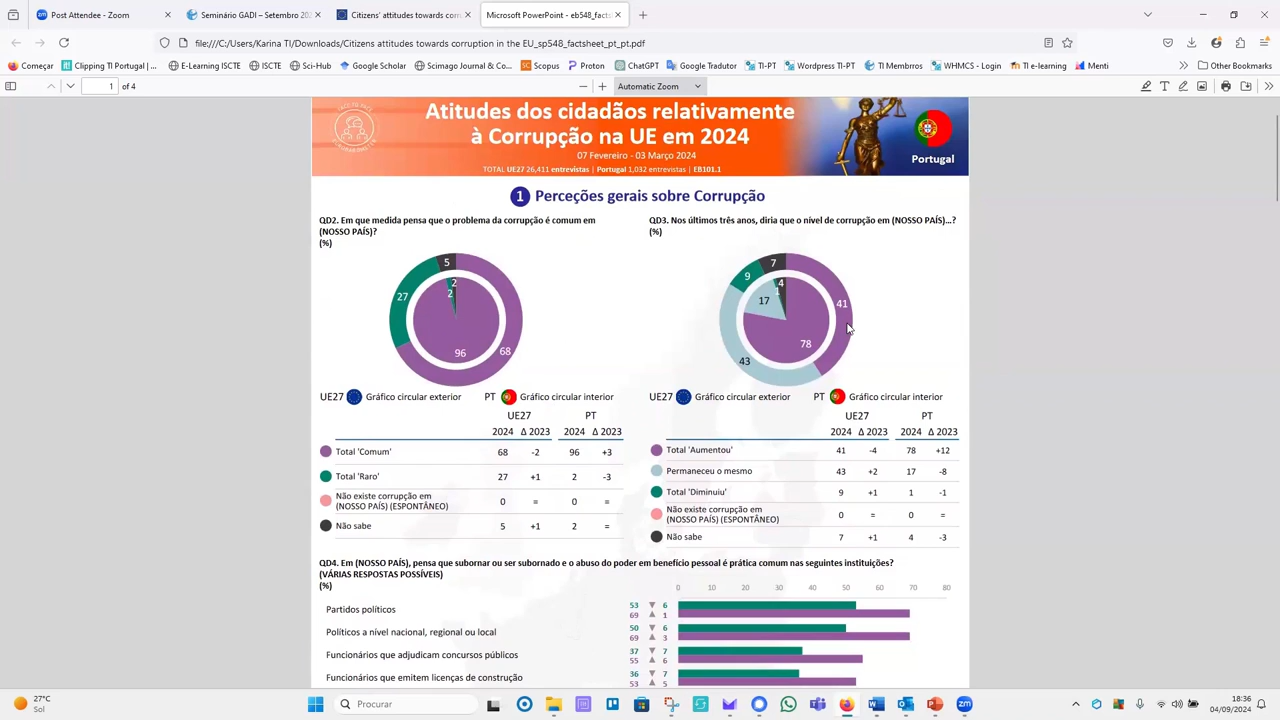 Post Attendee - Zoom
Seminário GADI – Setembro 202
Citizens' attitudes towards corr
Microsoft PowerPoint - eb548_facts
file:///C:/Users/Karina TI/Downloads/Citizens attitudes towards corruption in the EU_sp548_factsheet_pt_pt.pdf
Começar
Clipping TI Portugal | ...
E-Learning ISCTE
ISCTE
Sci-Hub
Google Scholar
Scimago Journal & Co...
Scopus
Proton
ChatGPT
Google Tradutor
TI-PT
Wordpress TI-PT
TI Membrros
WHMCS - Login
TI e-learning
Menti
Other Bookmarks
1 of 4
Automatic Zoom
Atitudes dos cidadãos relativamente
à Corrupção na UE em 2024
07 Fevereiro - 03 Março 2024
TOTAL UE27 26,411 entrevistas | Portugal 1,032 entrevistas | EB101.1
Portugal
1 Perceções gerais sobre Corrupção
QD2. Em que medida pensa que o problema da corrupção é comum em
(NOSSO PAÍS)?
(%)
5
2
27
2
96
68
UE27 Gráfico circular exterior PT Gráfico circular interior
UE27 PT
2024 Δ 2023 2024 Δ 2023
Total 'Comum' 68 -2 96 +3
Total 'Raro' 27 +1 2 -3
Não existe corrupção em
(NOSSO PAÍS) (ESPONTÂNEO) 0 = 0 =
Não sabe 5 +1 2 =
QD3. Nos últimos três anos, diria que o nível de corrupção em (NOSSO PAÍS)...?
(%)
7
9
4
1
17
41
78
43
UE27 Gráfico circular exterior PT Gráfico circular interior
UE27 PT
2024 Δ 2023 2024 Δ 2023
Total 'Aumentou' 41 -4 78 +12
Permaneceu o mesmo 43 +2 17 -8
Total 'Diminuiu' 9 +1 1 -1
Não existe corrupção em
(NOSSO PAÍS) (ESPONTÂNEO) 0 = 0 =
Não sabe 7 +1 4 -3
QD4. Em (NOSSO PAÍS), pensa que subornar ou ser subornado e o abuso do poder em benefício pessoal é prática comum nas seguintes instituições?
(VÁRIAS RESPOSTAS POSSÍVEIS)
(%)
0 10 20 30 40 50 60 70 80
Partidos políticos 53 ▼ 6
69 ▲ 1
Políticos a nível nacional, regional ou local 50 ▼ 6
69 ▲ 3
Funcionários que adjudicam concursos públicos 37 ▼ 7
55 ▲ 6
Funcionários que emitem licenças de construção 36 ▼ 7
53 ▲ 5
27°C
Sol
Procurar
18:36
04/09/2024